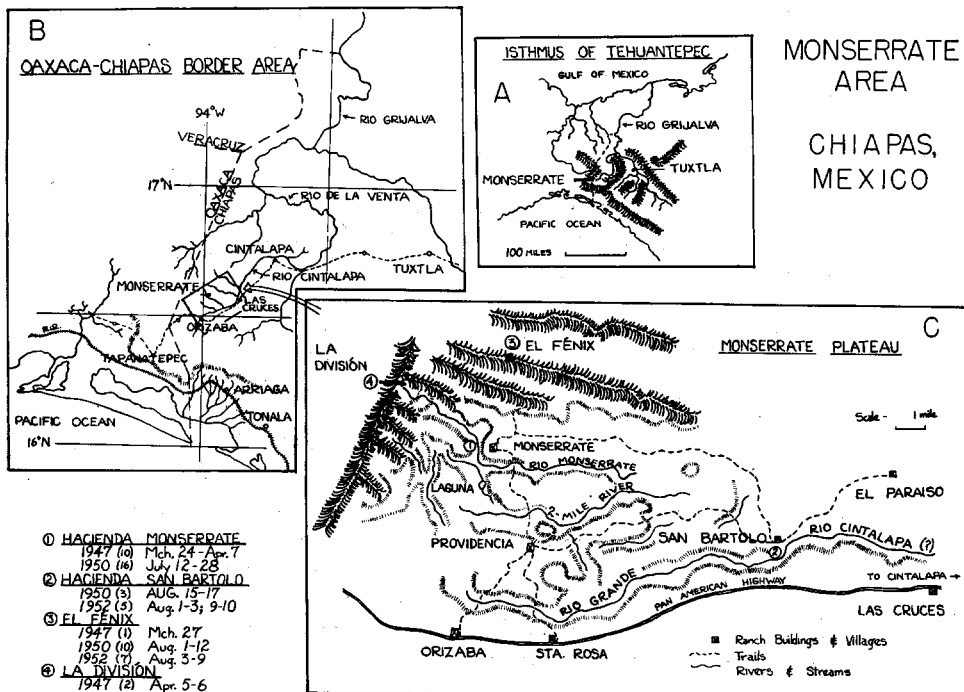 B
OAXACA-CHIAPAS BORDER AREA
94°W
RIO GRIJALVA
VERACRUZ
17°N
OAXACA
CHIAPAS
RIO DE LA VENTA
CINTALAPA
RIO CINTALAPA
TUXTLA
MONSERRATE
LAS
CRUCES
ORIZABA
R.R.
TAPANATEPEC
ARRIAGA
TONALA
PACIFIC OCEAN
16°N
ISTHMUS OF TEHUANTEPEC
GULF OF MEXICO
A
RIO GRIJALVA
TUXTLA
MONSERRATE
PACIFIC OCEAN
100 MILES
MONSERRATE
AREA
CHIAPAS,
MEXICO
C
MONSERRATE PLATEAU
③ EL FÉNIX
LA
DIVISIÓN
④
Scale - 1 mile
① MONSERRATE
RIO MONSERRATE
LAGUNA
2-MILE RIVER
EL PARAISO
PROVIDENCIA
SAN BARTOLO
②
RIO CINTALAPA (?)
RIO GRANDE
PAN AMERICAN HIGHWAY
TO CINTALAPA →
LAS CRUCES
ORIZABA
STA. ROSA
Ranch Buildings & Villages
Trails
Rivers & Streams
① HACIENDA MONSERRATE
1947 (10) Mch. 24-Apr. 7
1950 (16) July 12-28
② HACIENDA SAN BARTOLO
1950 (3) AUG. 15-17
1952 (5) Aug. 1-3; 9-10
③ EL FÉNIX
1947 (1) Mch. 27
1950 (10) Aug. 1-12
1952 (7) Aug. 3-9
④ LA DIVISIÓN
1947 (2) Apr. 5-6